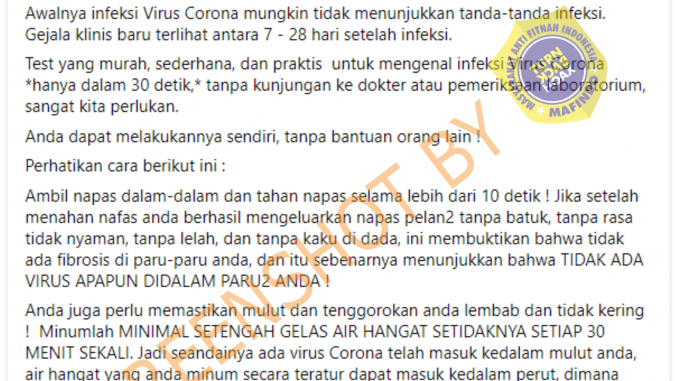 Awalnya infeksi Virus Corona mungkin tidak menunjukkan tanda-tanda infeksi.
Gejala klinis baru terlihat antara 7 - 28 hari setelah infeksi.
Test yang murah, sederhana, dan praktis  untuk mengenal infeksi Virus Corona
*hanya dalam 30 detik,* tanpa kunjungan ke dokter atau pemeriksaan laboratorium,
sangat kita perlukan.
Anda dapat melakukannya sendiri, tanpa bantuan orang lain !
Perhatikan cara berikut ini :
Ambil napas dalam-dalam dan tahan napas selama lebih dari 10 detik ! Jika setelah
menahan nafas anda berhasil mengeluarkan napas pelan2 tanpa batuk, tanpa rasa
tidak nyaman, tanpa lelah, dan tanpa kaku di dada, ini membuktikan bahwa tidak
ada fibrosis di paru-paru anda, dan itu sebenarnya menunjukkan bahwa TIDAK ADA
VIRUS APAPUN DIDALAM PARU2 ANDA !
Anda juga perlu memastikan mulut dan tenggorokan anda lembab dan tidak kering
!  Minumlah MINIMAL SETENGAH GELAS AIR HANGAT SETIDAKNYA SETIAP 30
MENIT SEKALI. Jadi seandainya ada virus Corona telah masuk kedalam mulut anda,
air hangat yang anda minum secara teratur dapat masuk kedalam perut, dimana
REENSHOT BY
MASYARAKAT ANTI FITNAH INDONESIA
MAFINDO
TURN
BACK
HOAX